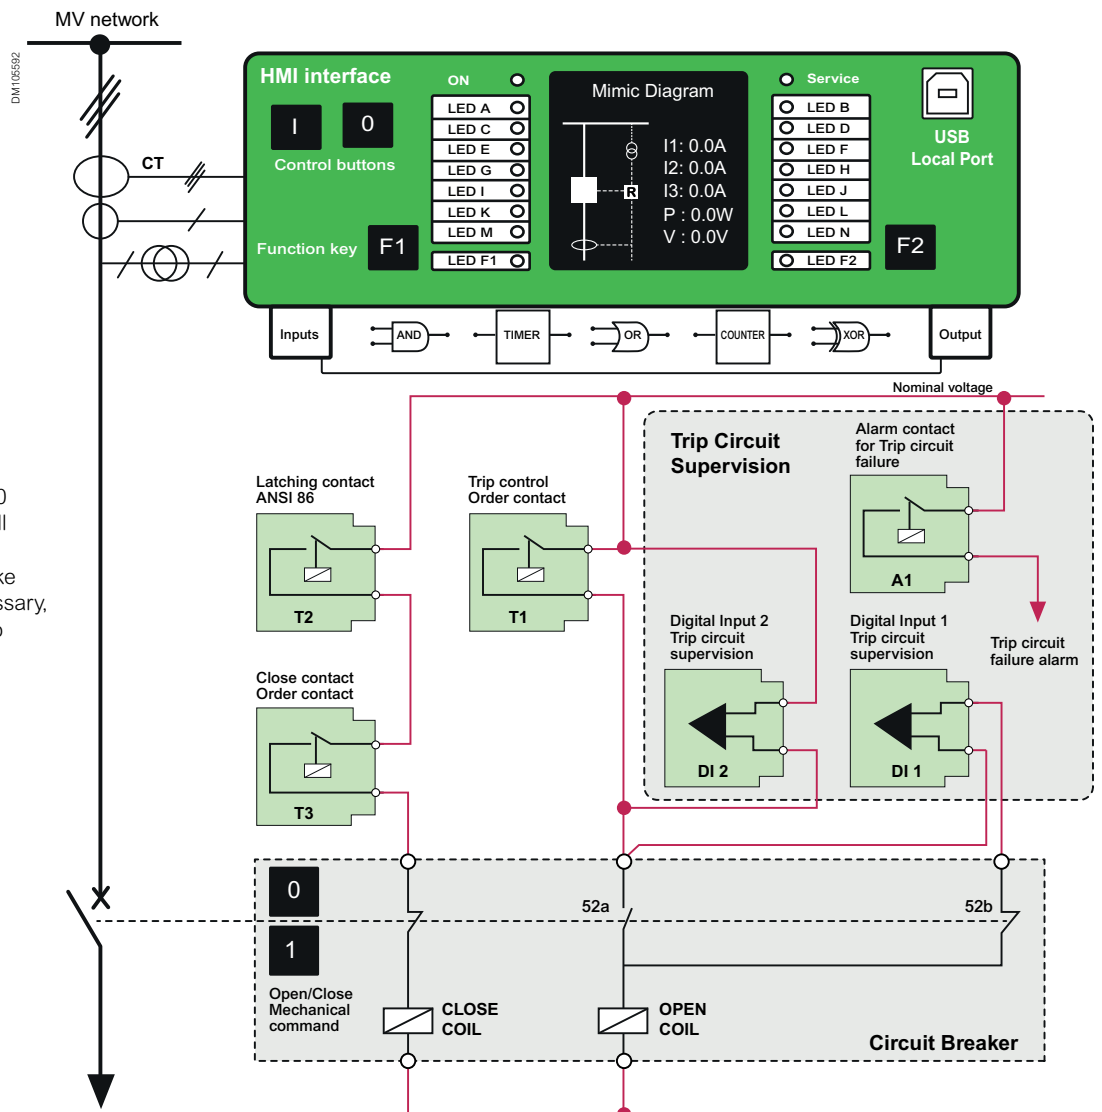 MV network
DM105592
HMI interface
ON
Service
I
0
Control buttons
LED A
LED C
LED E
LED G
LED I
LED K
LED M
LED F1
Mimic Diagram
I1: 0.0A
I2: 0.0A
I3: 0.0A
P : 0.0W
V : 0.0V
R
LED B
LED D
LED F
LED H
LED J
LED L
LED N
LED F2
USB
Local Port
CT
Function key
F1
F2
Inputs
AND
TIMER
OR
COUNTER
XOR
Output
Nominal voltage
Trip Circuit
Supervision
Alarm contact
for Trip circuit
failure
A1
Latching contact
ANSI 86
T2
Trip control
Order contact
T1
Digital Input 2
Trip circuit
supervision
DI 2
Digital Input 1
Trip circuit
supervision
DI 1
Trip circuit
failure alarm
Close contact
Order contact
T3
0
1
Open/Close
Mechanical
command
52a
52b
CLOSE
COIL
OPEN
COIL
Circuit Breaker
ssary,